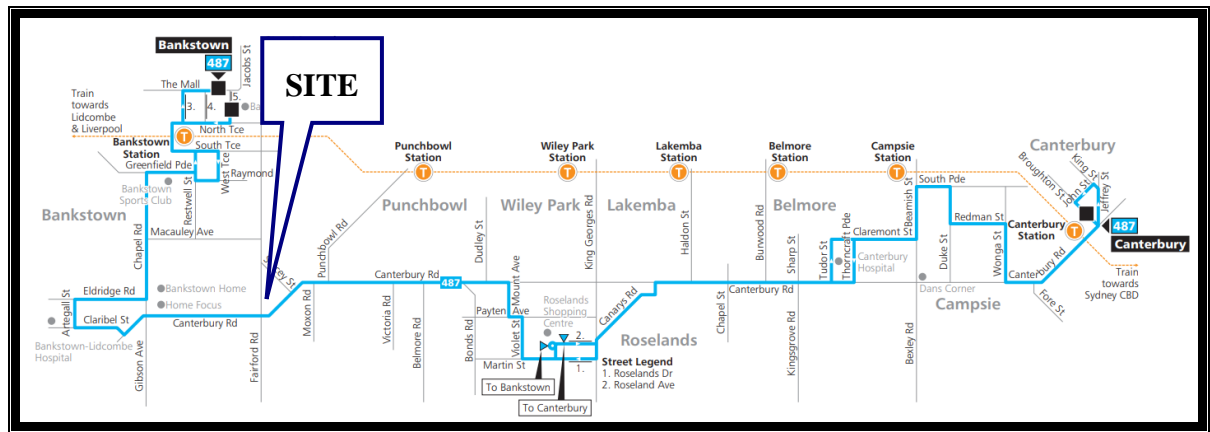 Bankstown
487
Jacobs St
SITE
The Mall
Train
towards
Lidcombe
& Liverpool
3.
4.
5.
Ba
North Tce
T
Bankstown
Station
South Tce
Greenfield Pde
West Tce
Raymond
Restwell St
Bankstown
Sports Club
Bankstown
Macauley Ave
Chapel Rd
Punchbowl
Station
T
Wiley Park
Station
T
Lakemba
Station
T
Belmore
Station
T
Campsie
Station
T
Canterbury
King St
Broughton St
John St
Jeffrey St
South Pde
Beamish St
Redman St
Canterbury
Station
T
487
Canterbury
Punchbowl
Wiley Park
Lakemba
Belmore
Punchbowl Rd
Dudley St
King Georges Rd
Haldon St
Burwood Rd
Sharp St
Tudor St
Thorncraft Pde
Claremont St
Canterbury
Hospital
Duke St
Wonga St
Canterbury Rd
Fore St
Train
towards
Sydney CBD
Dans Corner
Campsie
Eldridge Rd
Bankstown Home
Home Focus
Artegall St
Claribel St
Canterbury Rd
Bankstown-Lidcombe
Hospital
Gibson Ave
Fairford Rd
Moxon Rd
Canterbury Rd
487
Mount Ave
Victoria Rd
Belmore Rd
Bonds Rd
Payten Ave
Violet St
Roselands
Shopping
Centre
Canarys Rd
Canterbury Rd
Chapel St
Kingsgrove Rd
Bexley Rd
Roselands
2.
1.
Martin St
Street Legend
1. Roselands Dr
2. Roseland Ave
To Bankstown
To Canterbury